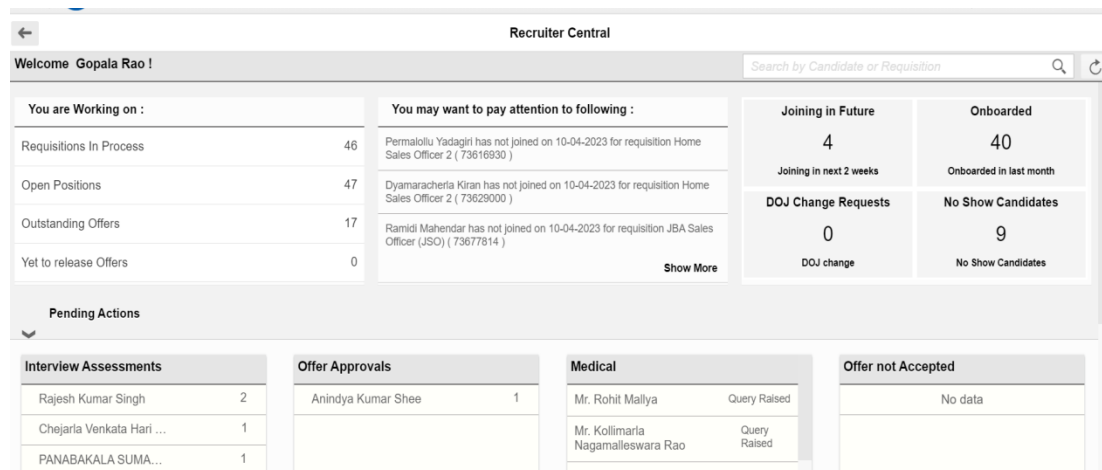 Recruiter Central
Welcome Gopala Rao !
Search by Candidate or Requisition
You are Working on :
Requisitions In Process 46
Open Positions 47
Outstanding Offers 17
Yet to release Offers 0
You may want to pay attention to following :
Permalollu Yadagiri has not joined on 10-04-2023 for requisition Home
Sales Officer 2 ( 73616930 )
Dyamaracherla Kiran has not joined on 10-04-2023 for requisition Home
Sales Officer 2 ( 73629000 )
Ramidi Mahendar has not joined on 10-04-2023 for requisition JBA Sales
Officer (JSO) ( 73677814 )
Show More
Joining in Future
4
Joining in next 2 weeks
Onboarded
40
Onboarded in last month
DOJ Change Requests
0
DOJ change
No Show Candidates
9
No Show Candidates
Pending Actions
Interview Assessments
Rajesh Kumar Singh 2
Chejarla Venkata Hari ... 1
PANABAKALA SUMA... 1
Offer Approvals
Anindya Kumar Shee 1
Medical
Mr. Rohit Mallya Query Raised
Mr. Kollimarla Query
Nagamalleswara Rao Raised
Offer not Accepted
No data